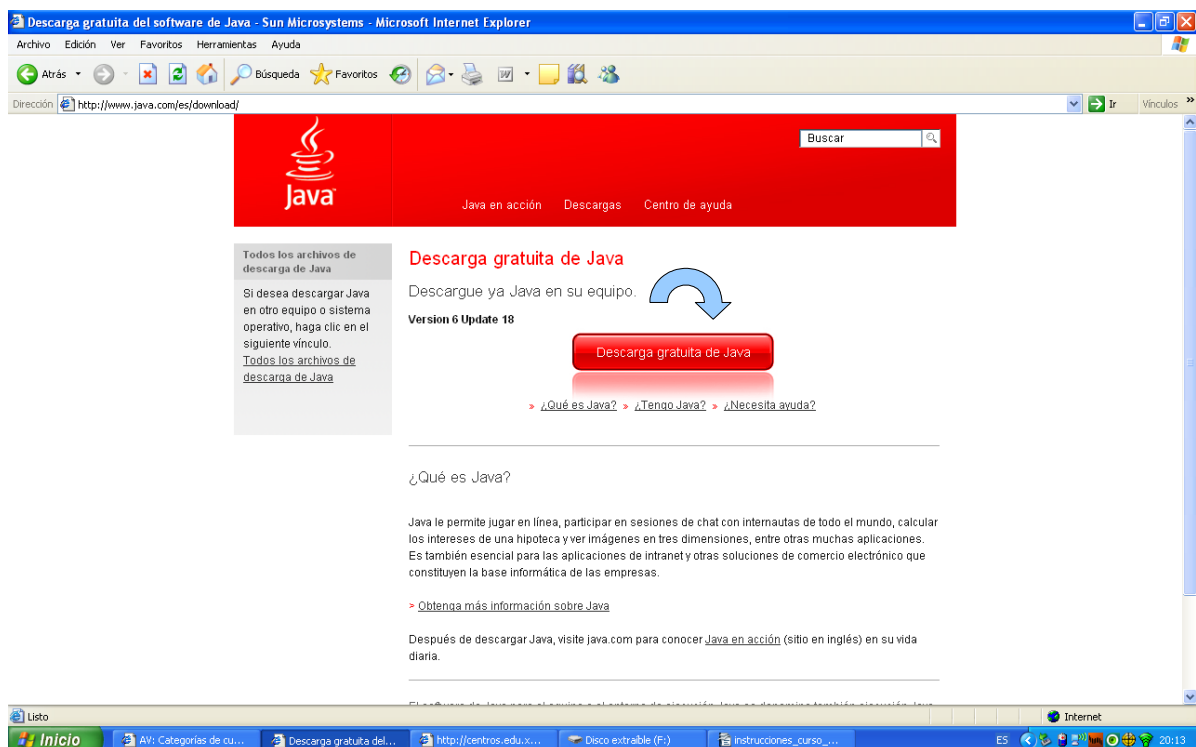 Descarga gratuita del software de Java - Sun Microsystems - Microsoft Internet Explorer
Archivo Edición Ver Favoritos Herramientas Ayuda
Atrás Búsqueda Favoritos
Dirección http://www.java.com/es/download/ Ir Vínculos »
Java
Buscar
Java en acción Descargas Centro de ayuda
Todos los archivos de
descarga de Java
Si desea descargar Java
en otro equipo o sistema
operativo, haga clic en el
siguiente vínculo.
Todos los archivos de
descarga de Java
Descarga gratuita de Java
Descargue ya Java en su equipo.
Version 6 Update 18
Descarga gratuita de Java
» ¿Qué es Java? » ¿Tengo Java? » ¿Necesita ayuda?
¿Qué es Java?
Java le permite jugar en línea, participar en sesiones de chat con internautas de todo el mundo, calcular
los intereses de una hipoteca y ver imágenes en tres dimensiones, entre otras muchas aplicaciones.
Es también esencial para las aplicaciones de intranet y otras soluciones de comercio electrónico que
constituyen la base informática de las empresas.
> Obtenga más información sobre Java
Después de descargar Java, visite java.com para conocer Java en acción (sitio en inglés) en su vida
diaria.
Listo Internet
Inicio AV: Categorías de cu... Descarga gratuita del... http://centros.edu.x... Disco extraíble (F:) instrucciones_curso_... ES 20:13